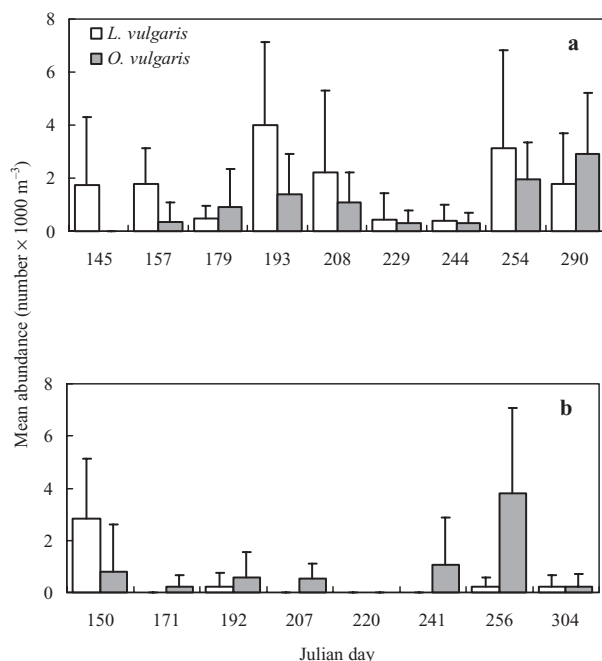 8
L. vulgaris
O. vulgaris
a
6
4
2
0
145 157 179 193 208 229 244 254 290
Mean abundance (number × 1000 m⁻³)
8
b
6
4
2
0
150 171 192 207 220 241 256 304
Julian day